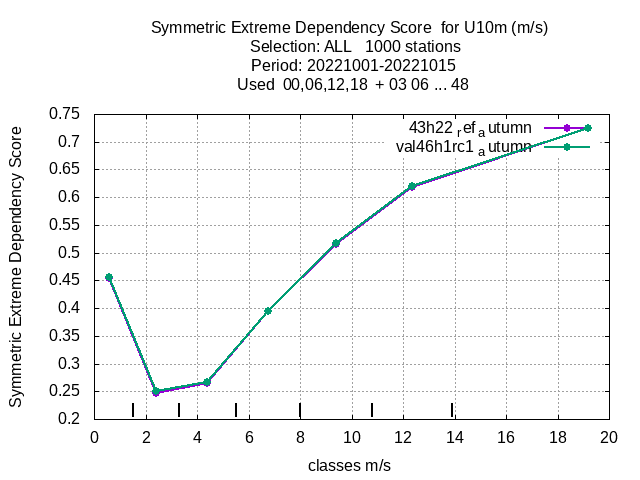 Symmetric Extreme Dependency Score  for U10m (m/s)
Selection: ALL   1000 stations
Period: 20221001-20221015
Used  00,06,12,18  + 03 06 ... 48
43h22 refautumn
val46h1rc1 autumn
Symmetric Extreme Dependency Score
0.75
0.7
0.65
0.6
0.55
0.5
0.45
0.4
0.35
0.3
0.25
0.2
0 2 4 6 8 10 12 14 16 18 20
classes m/s